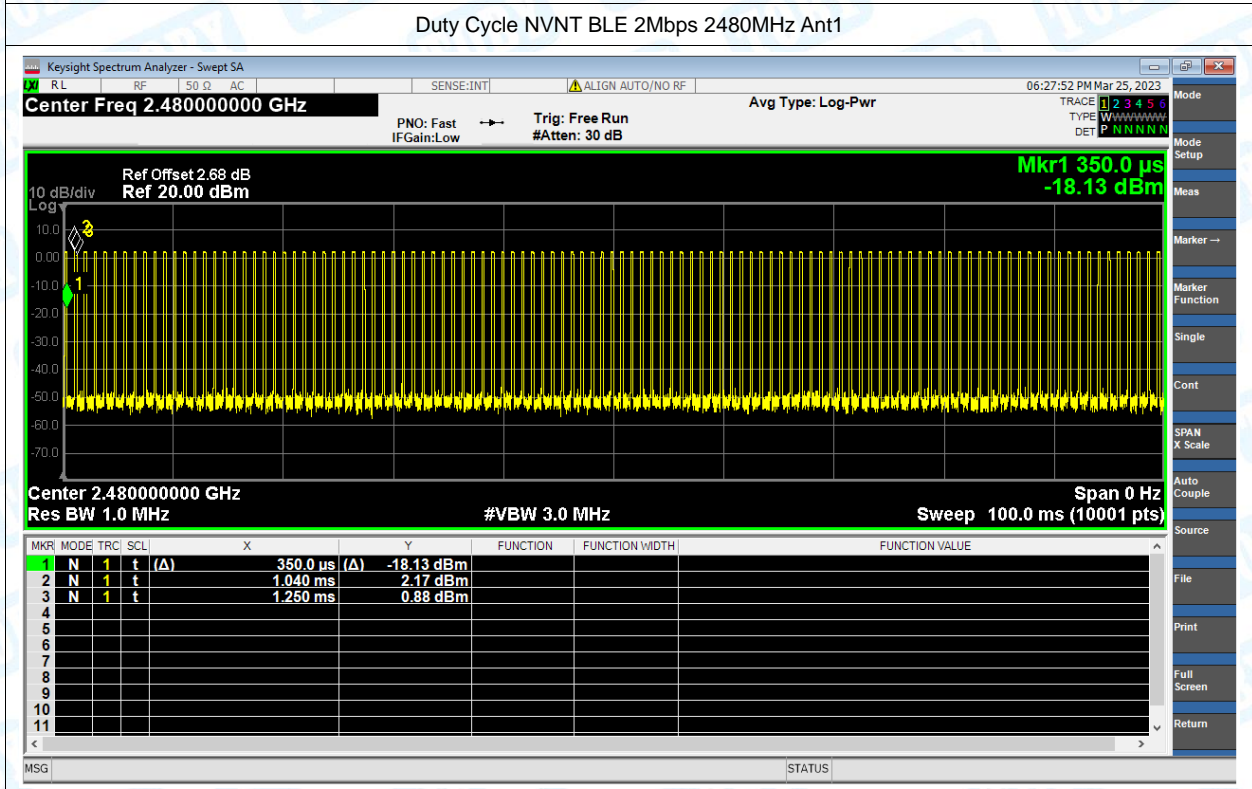 Duty Cycle NVNT BLE 2Mbps 2480MHz Ant1
Keysight Spectrum Analyzer - Swept SA
LXI RL RF 50 Ω AC SENSE:INT ALIGN AUTO/NO RF 06:27:52 PM Mar 25, 2023
Center Freq 2.480000000 GHz
PNO: Fast
IFGain:Low
Trig: Free Run
#Atten: 30 dB
Avg Type: Log-Pwr
TRACE 1 2 3 4 5 6
TYPE WWWWWW
DET P N N N N N
Mkr1 350.0 µs
-18.13 dBm
Ref Offset 2.68 dB
10 dB/div Ref 20.00 dBm
Log
10.0
0.00
-10.0
-20.0
-30.0
-40.0
-50.0
-60.0
-70.0
1
2
3
Center 2.480000000 GHz Span 0 Hz
Res BW 1.0 MHz #VBW 3.0 MHz Sweep 100.0 ms (10001 pts)
MKR MODE TRC SCL X Y FUNCTION FUNCTION WIDTH FUNCTION VALUE
1 N 1 t (Δ) 350.0 µs (Δ) -18.13 dBm
2 N 1 t 1.040 ms 2.17 dBm
3 N 1 t 1.250 ms 0.88 dBm
4
5
6
7
8
9
10
11
MSG STATUS
Mode
Mode Setup
Meas
Marker →
Marker Function
Single
Cont
SPAN X Scale
Auto Couple
Source
File
Print
Full Screen
Return